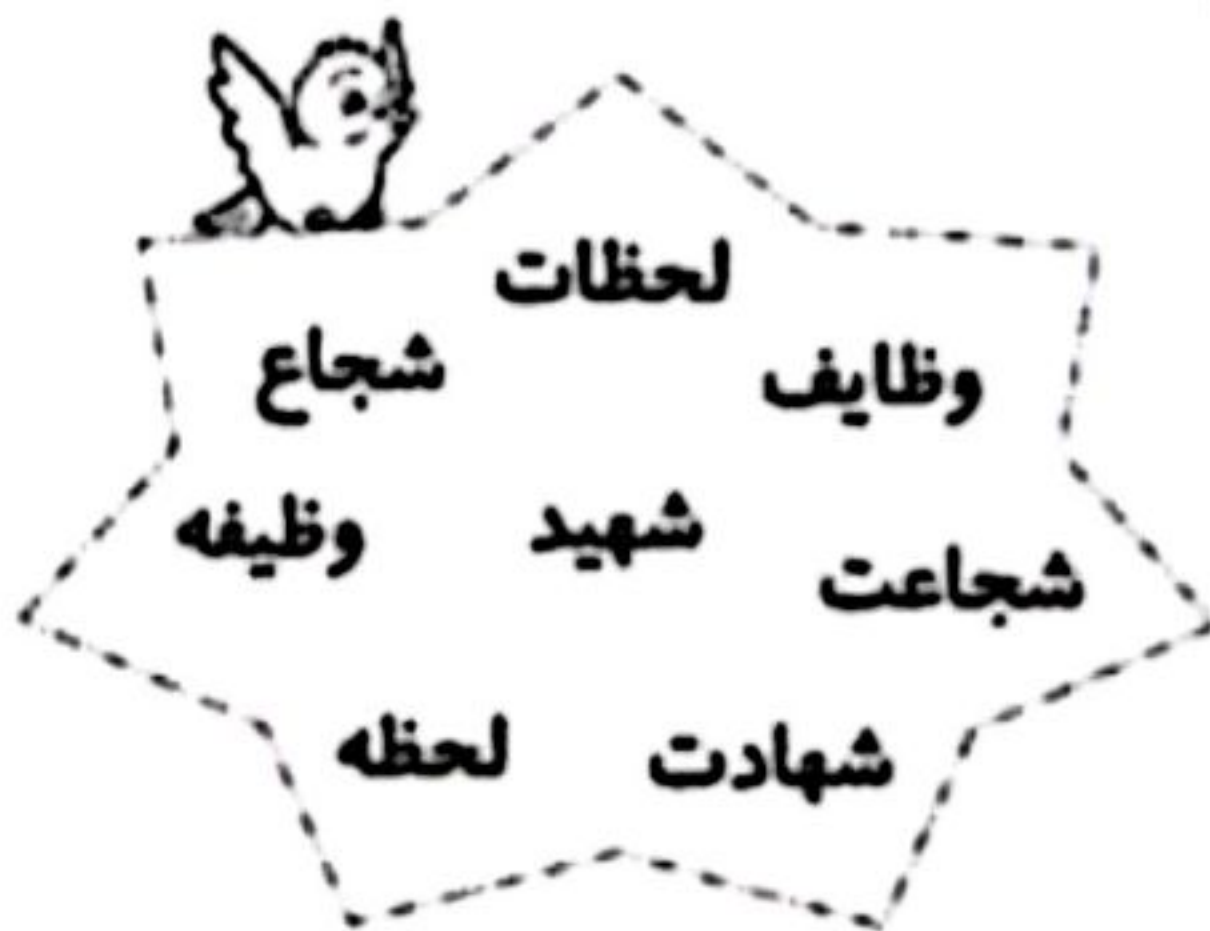 لحظات
وظایف
شجاع
شهید
وظیفه
شجاعت
شهادت
لحظه